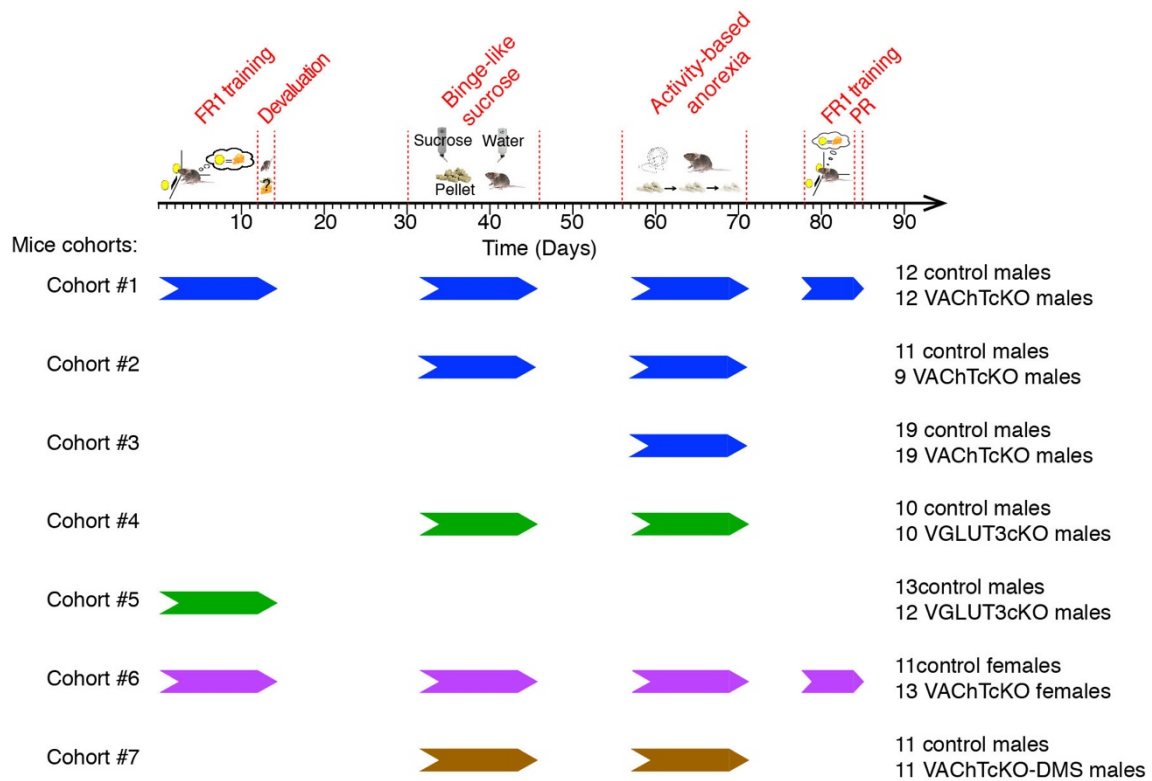 FR1 training
Devaluation
Binge-like
sucrose
Activity-based
anorexia
FR1 training
PR
Sucrose
Water
Pellet
?
10 20 30 40 50 60 70 80 90
Time (Days)
Mice cohorts:
Cohort #1
12 control males
12 VAChTcKO males
Cohort #2
11 control males
9 VAChTcKO males
Cohort #3
19 control males
19 VAChTcKO males
Cohort #4
10 control males
10 VGLUT3cKO males
Cohort #5
13control males
12 VGLUT3cKO males
Cohort #6
11control females
13 VAChTcKO females
Cohort #7
11 control males
11 VAChTcKO-DMS males